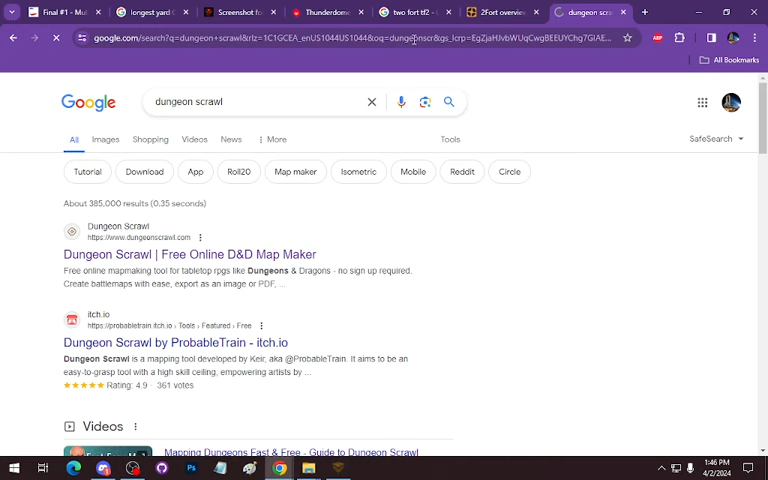 Final #1 - Mul
longest yard
Screenshot fo
Thunderdome
two fort tf2 -
2Fort overview
dungeon scra
google.com/search?q=dungeon+scrawl&rlz=1C1GCEA_enUS1044US1044&oq=dungeonscr&gs_lcrp=EgZjaHJvbWUqCwgBEEUYChg7GIAE...
ABP
All Bookmarks
Google
dungeon scrawl
All
Images
Shopping
Videos
News
More
Tools
SafeSearch
Tutorial
Download
App
Roll20
Map maker
Isometric
Mobile
Reddit
Circle
About 385,000 results (0.35 seconds)
Dungeon Scrawl
https://www.dungeonscrawl.com
Dungeon Scrawl | Free Online D&D Map Maker
Free online mapmaking tool for tabletop rpgs like Dungeons & Dragons - no sign up required.
Create battlemaps with ease, export as an image or PDF, ...
itch.io
https://probabletrain.itch.io › Tools › Featured › Free
Dungeon Scrawl by ProbableTrain - itch.io
Dungeon Scrawl is a mapping tool developed by Keir, aka @ProbableTrain. It aims to be an
easy-to-grasp tool with a high skill ceiling, empowering artists by ...
Rating: 4.9 · 361 votes
Videos
Mapping Dungeons Fast & Free - Guide to Dungeon Scrawl
Ps
1:46 PM
4/2/2024